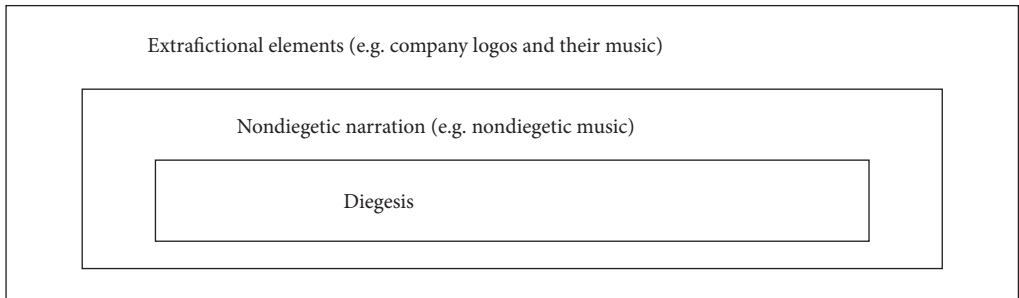 Extrafictional elements (e.g. company logos and their music)
Nondiegetic narration (e.g. nondiegetic music)
Diegesis